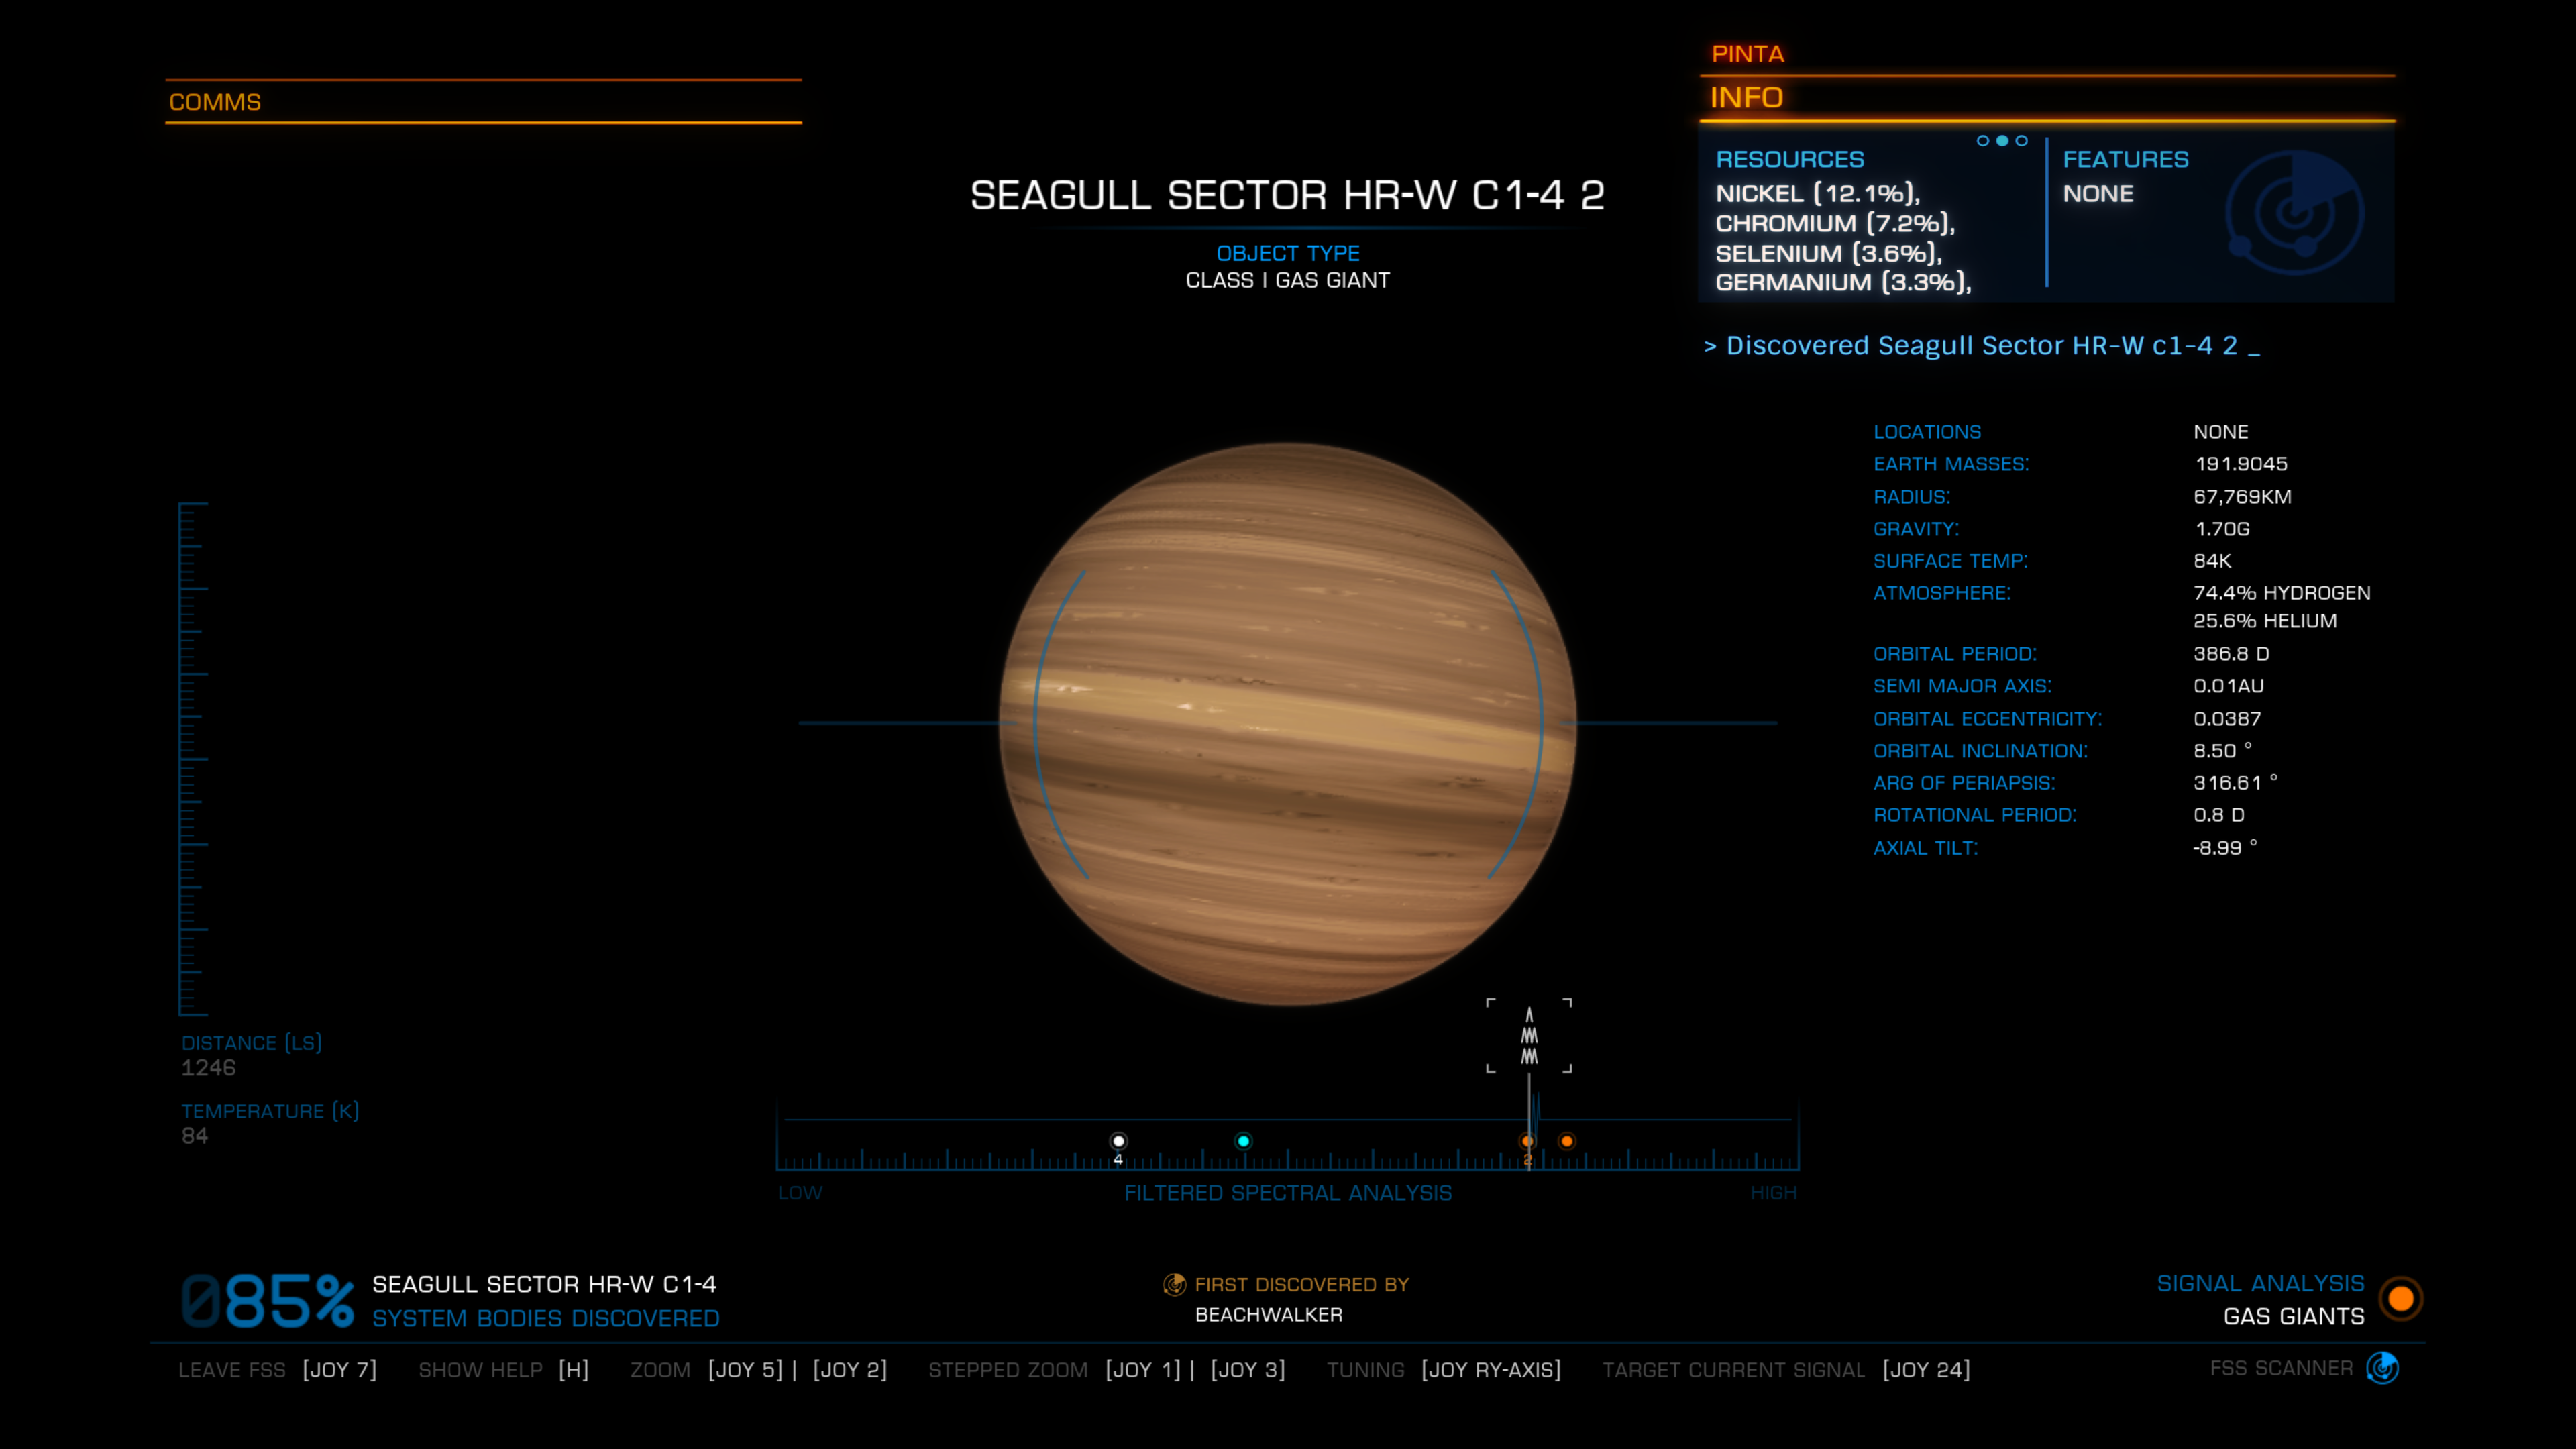 COMMS
PINTA
INFO
RESOURCES
NICKEL (12.1%),
CHROMIUM (7.2%),
SELENIUM (3.6%),
GERMANIUM (3.3%),
FEATURES
NONE
> Discovered Seagull Sector HR-W c1-4 2 _
SEAGULL SECTOR HR-W C1-4 2
OBJECT TYPE
CLASS I GAS GIANT
LOCATIONS NONE
EARTH MASSES: 191.9045
RADIUS: 67,769KM
GRAVITY: 1.70G
SURFACE TEMP: 84K
ATMOSPHERE: 74.4% HYDROGEN
25.6% HELIUM
ORBITAL PERIOD: 386.8 D
SEMI MAJOR AXIS: 0.01AU
ORBITAL ECCENTRICITY: 0.0387
ORBITAL INCLINATION: 8.50 °
ARG OF PERIAPSIS: 316.61 °
ROTATIONAL PERIOD: 0.8 D
AXIAL TILT: -8.99 °
DISTANCE (LS)
1246
TEMPERATURE (K)
84
4 2
LOW FILTERED SPECTRAL ANALYSIS HIGH
085% SEAGULL SECTOR HR-W C1-4
SYSTEM BODIES DISCOVERED
FIRST DISCOVERED BY
BEACHWALKER
SIGNAL ANALYSIS
GAS GIANTS
LEAVE FSS [JOY 7] SHOW HELP [H] ZOOM [JOY 5] | [JOY 2] STEPPED ZOOM [JOY 1] | [JOY 3] TUNING [JOY RY-AXIS] TARGET CURRENT SIGNAL [JOY 24] FSS SCANNER